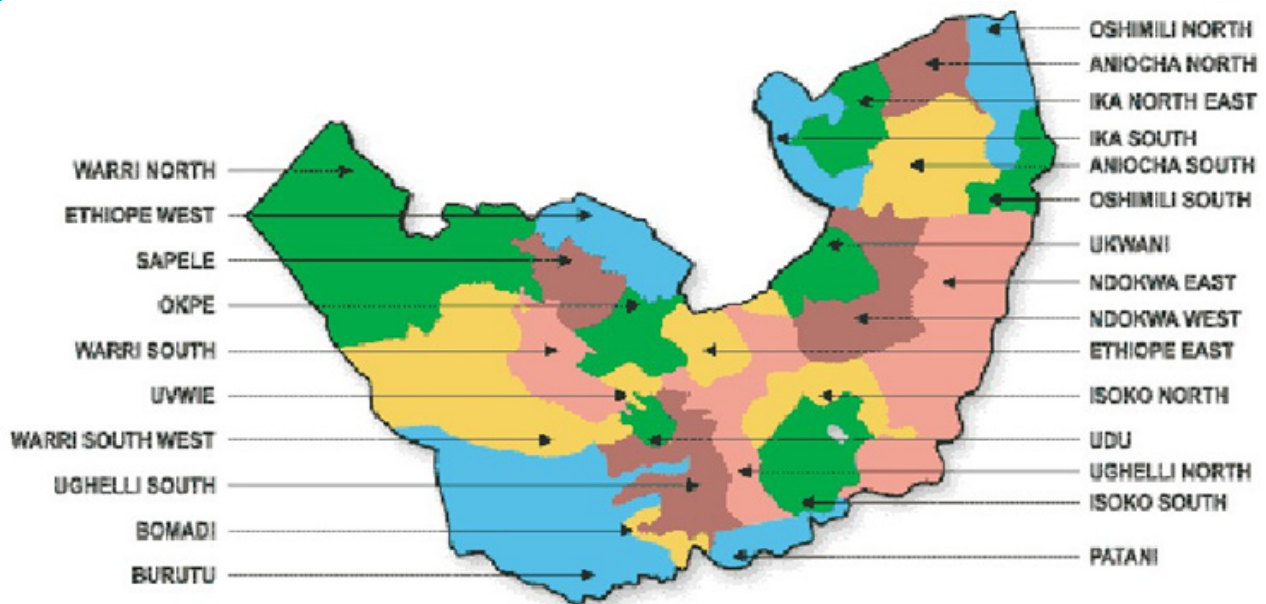 WARRI NORTH
ETHIOPE WEST
SAPELE
OKPE
WARRI SOUTH
UVWIE
WARRI SOUTH WEST
UGHELLI SOUTH
BOMADI
BURUTU
OSHIMILI NORTH
ANIOCHA NORTH
IKA NORTH EAST
IKA SOUTH
ANIOCHA SOUTH
OSHIMILI SOUTH
UKWANI
NDOKWA EAST
NDOKWA WEST
ETHIOPE EAST
ISOKO NORTH
UDU
UGHELLI NORTH
ISOKO SOUTH
PATANI